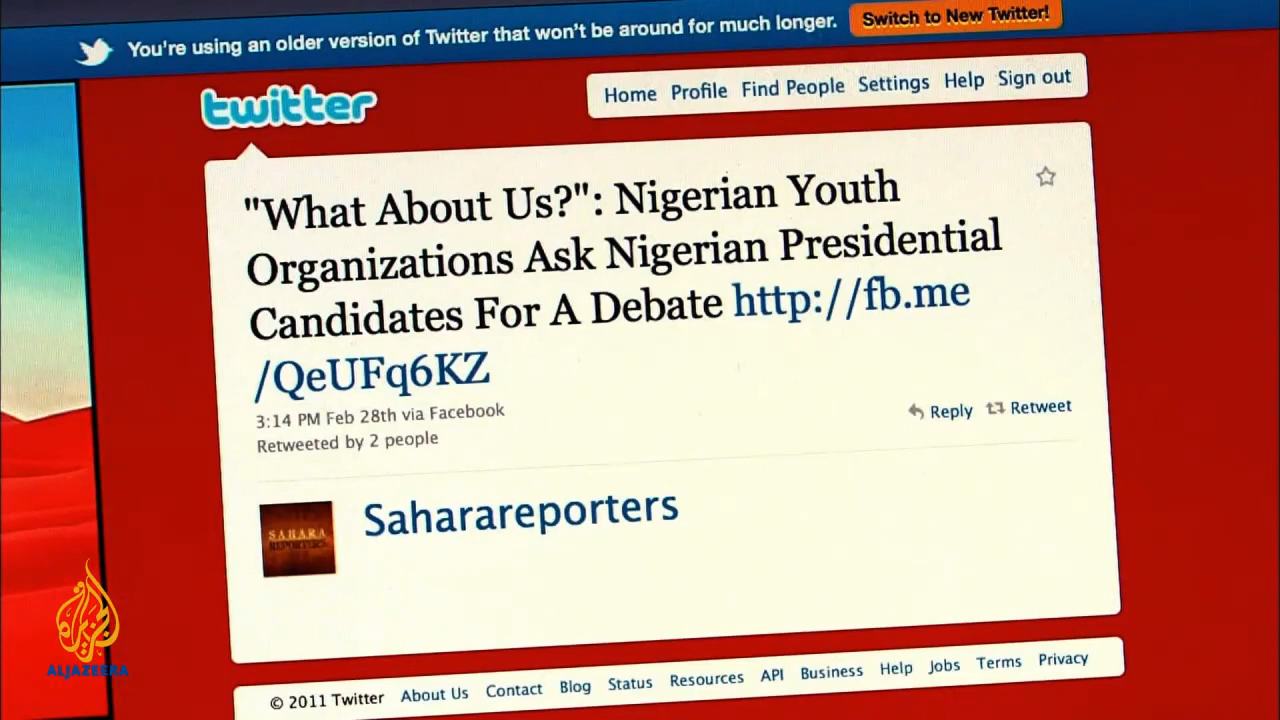 You're using an older version of Twitter that won't be around for much longer. Switch to New Twitter!
twitter
Home Profile Find People Settings Help Sign out
"What About Us?": Nigerian Youth
Organizations Ask Nigerian Presidential
Candidates For A Debate http://fb.me
/QeUFq6KZ
3:14 PM Feb 28th via Facebook
Retweeted by 2 people
Reply Retweet
SAHARA
REPORTERS
Saharareporters
الجزيرة
ALJAZEERA
© 2011 Twitter About Us Contact Blog Status Resources API Business Help Jobs Terms Privacy